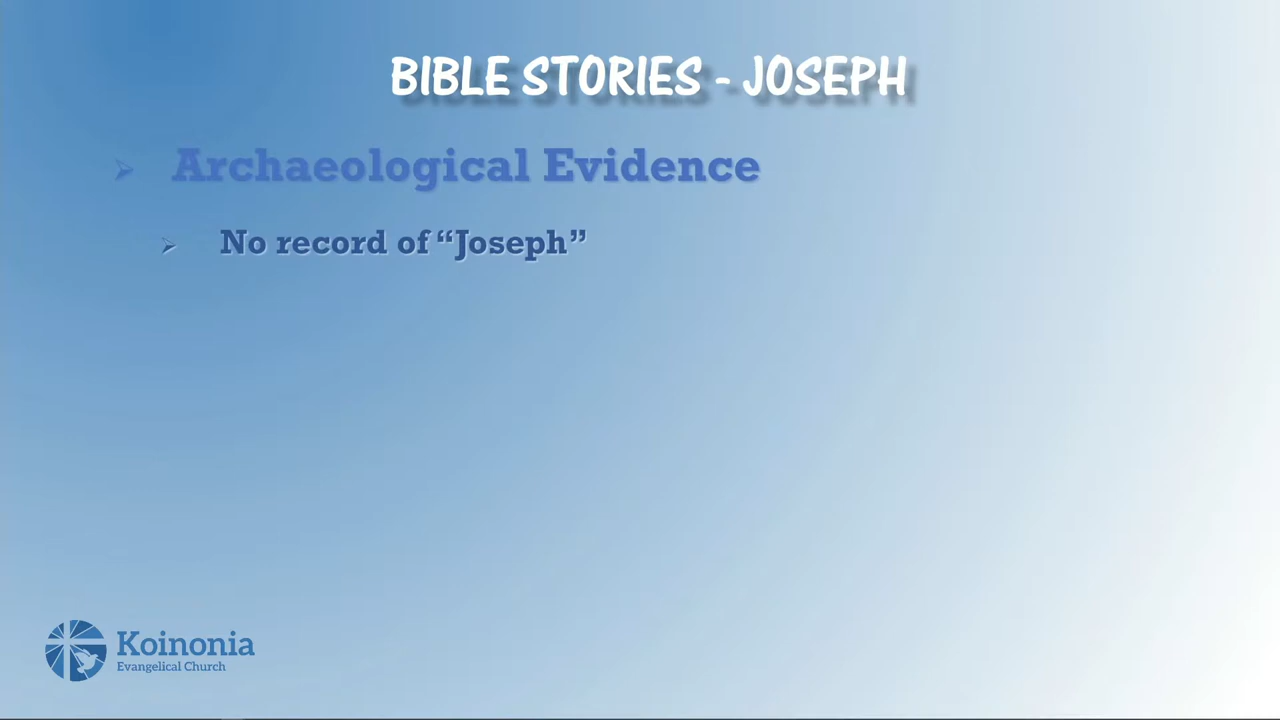 BIBLE STORIES - JOSEPH
➢ Archaeological Evidence
➢ No record of “Joseph”
Koinonia
Evangelical Church